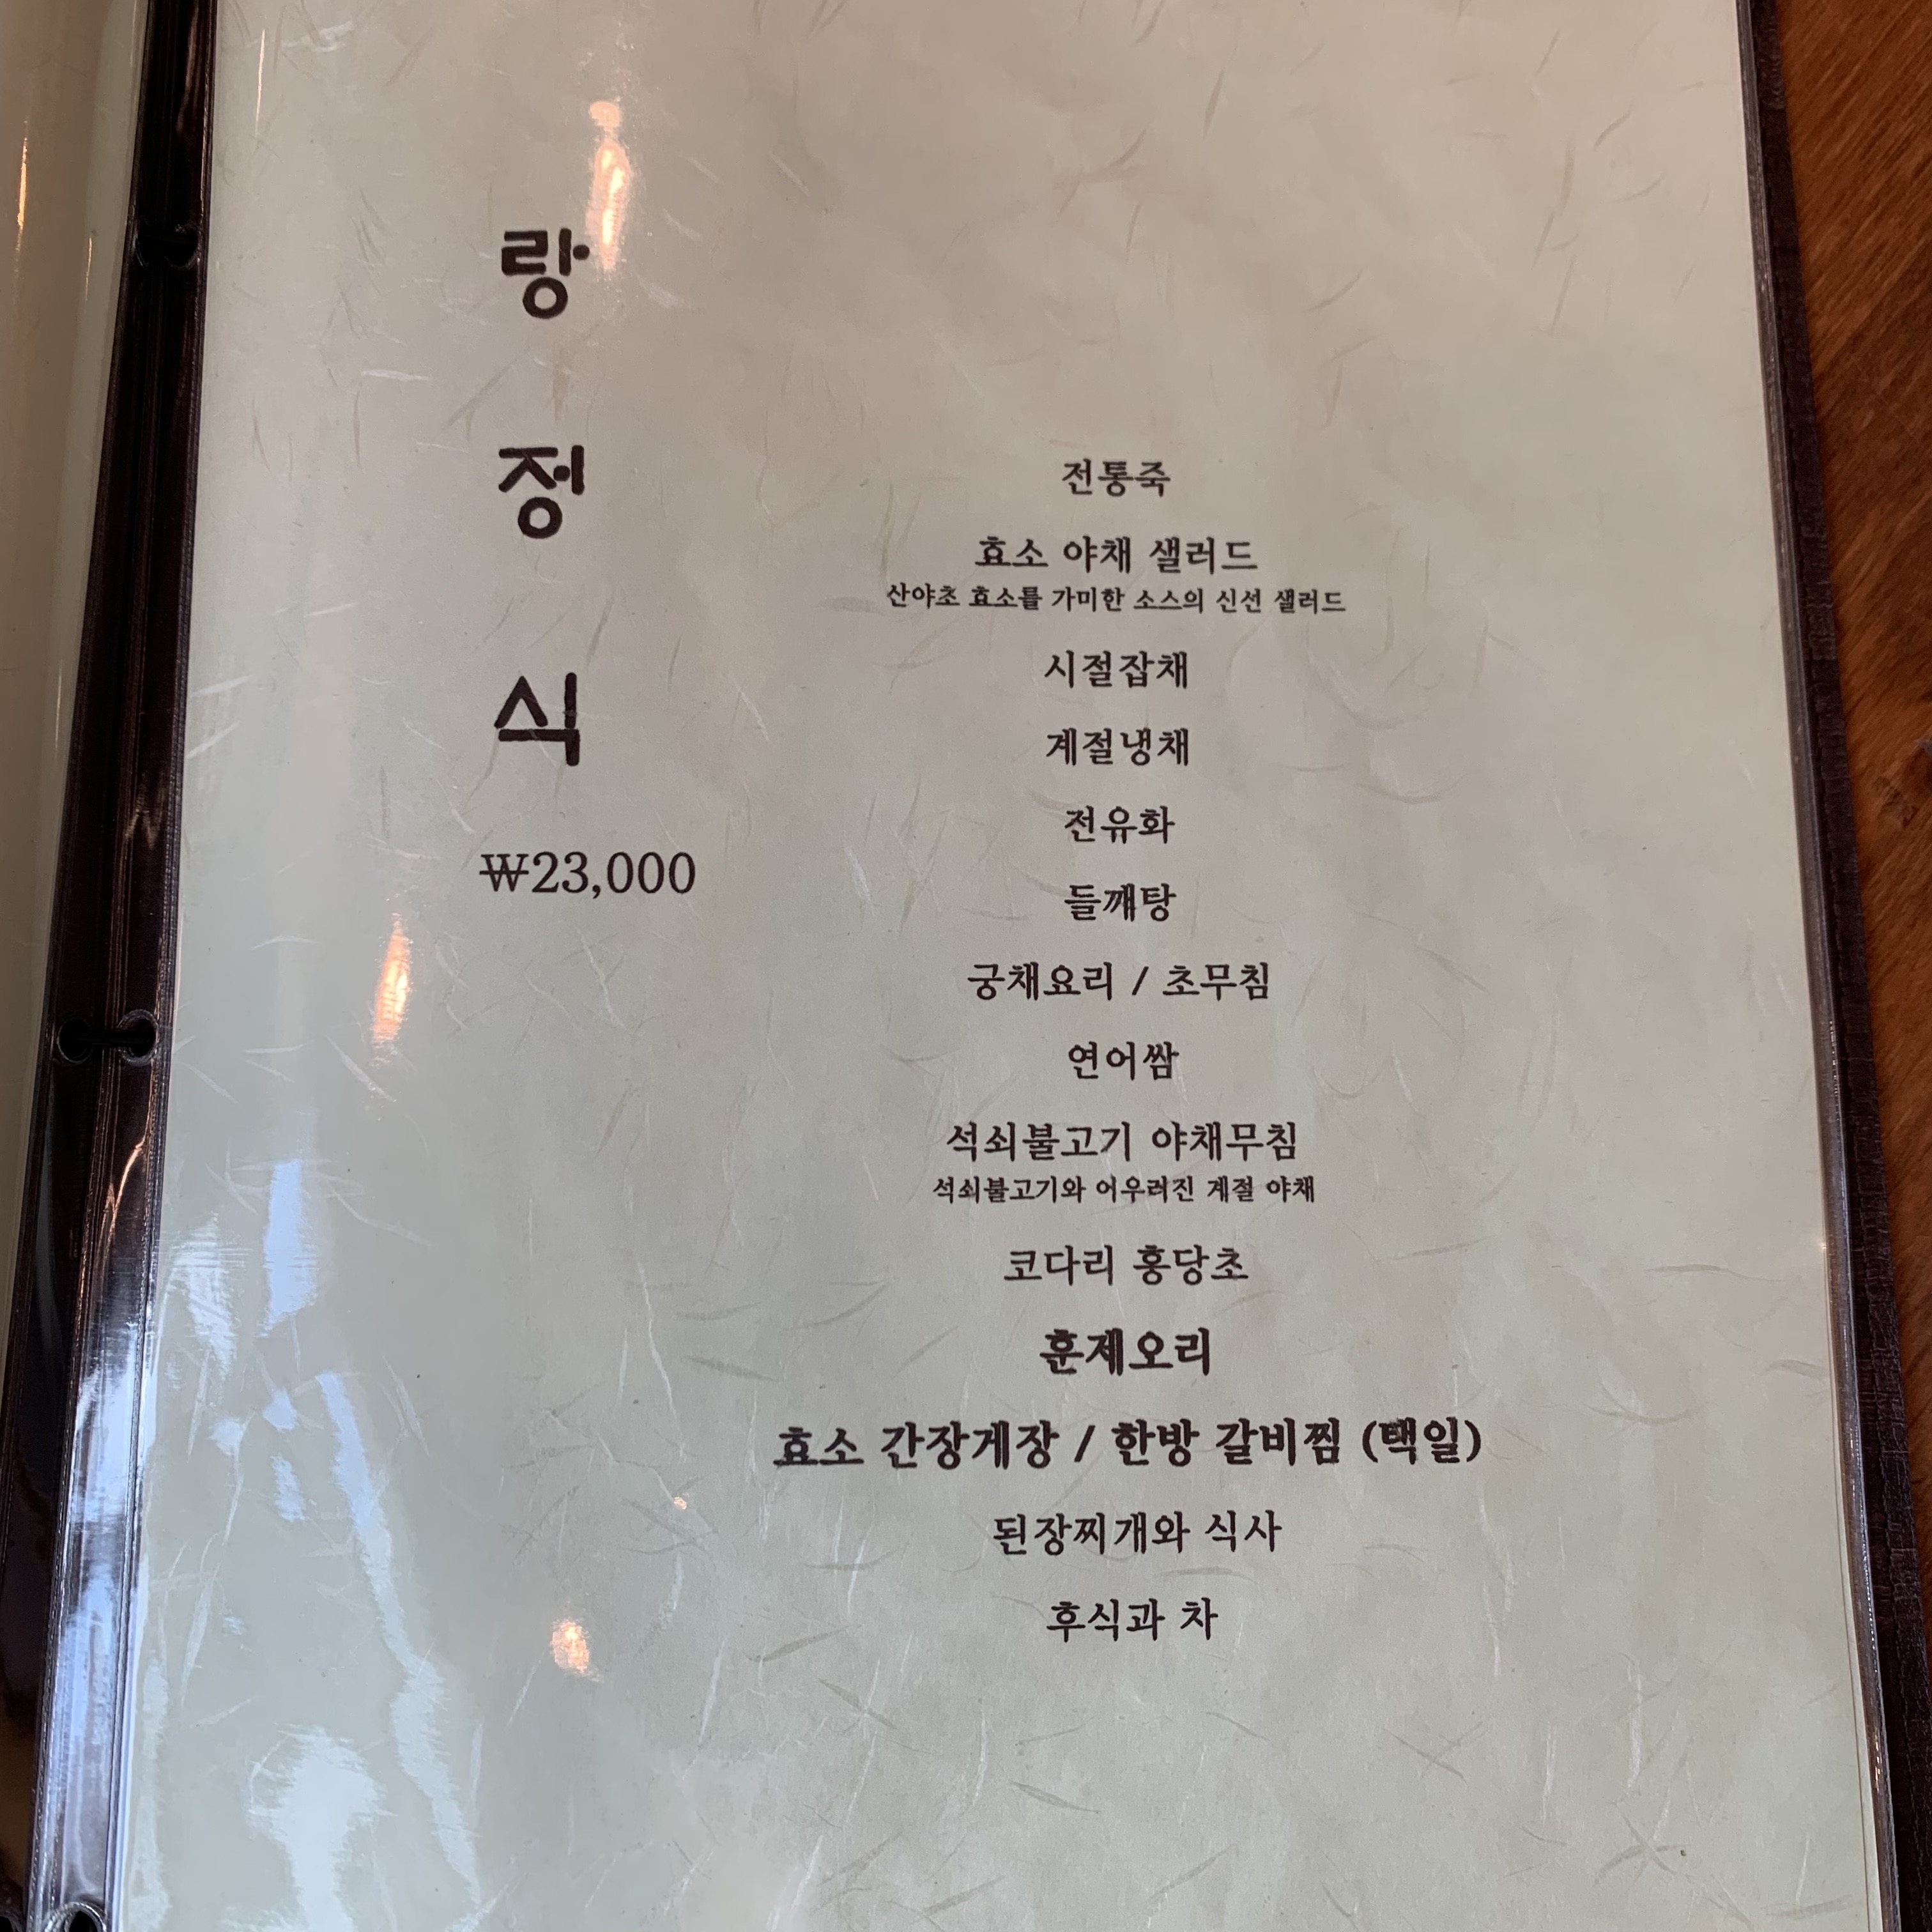 랑
정
식
₩23,000
전통죽
효소 야채 샐러드
산야초 효소를 가미한 소스의 신선 샐러드
시절잡채
계절냉채
전유화
들깨탕
궁채요리 / 초무침
연어쌈
석쇠불고기 야채무침
석쇠불고기와 어우러진 계절 야채
코다리 홍당초
훈제오리
효소 간장게장 / 한방 갈비찜 (택일)
된장찌개와 식사
후식과 차